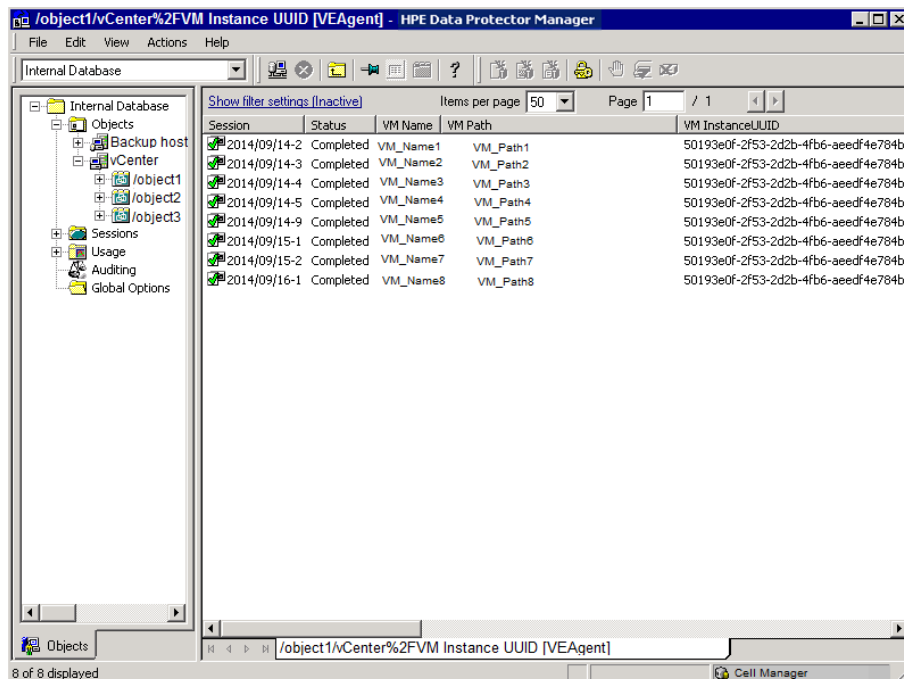 /object1/vCenter%2FVM Instance UUID [VEAgent] - HPE Data Protector Manager
File Edit View Actions Help
Internal Database
Internal Database
Objects
Backup host
vCenter
/object1
/object2
/object3
Sessions
Usage
Auditing
Global Options
Show filter settings (Inactive) Items per page 50 Page 1 / 1
Session Status VM Name VM Path VM InstanceUUID
2014/09/14-2 Completed VM_Name1 VM_Path1 50193e0f-2f53-2d2b-4fb6-aeedf4e784b
2014/09/14-3 Completed VM_Name2 VM_Path2 50193e0f-2f53-2d2b-4fb6-aeedf4e784b
2014/09/14-4 Completed VM_Name3 VM_Path3 50193e0f-2f53-2d2b-4fb6-aeedf4e784b
2014/09/14-5 Completed VM_Name4 VM_Path4 50193e0f-2f53-2d2b-4fb6-aeedf4e784b
2014/09/14-9 Completed VM_Name5 VM_Path5 50193e0f-2f53-2d2b-4fb6-aeedf4e784b
2014/09/15-1 Completed VM_Name6 VM_Path6 50193e0f-2f53-2d2b-4fb6-aeedf4e784b
2014/09/15-2 Completed VM_Name7 VM_Path7 50193e0f-2f53-2d2b-4fb6-aeedf4e784b
2014/09/16-1 Completed VM_Name8 VM_Path8 50193e0f-2f53-2d2b-4fb6-aeedf4e784b
Objects
/object1/vCenter%2FVM Instance UUID [VEAgent]
8 of 8 displayed
Cell Manager